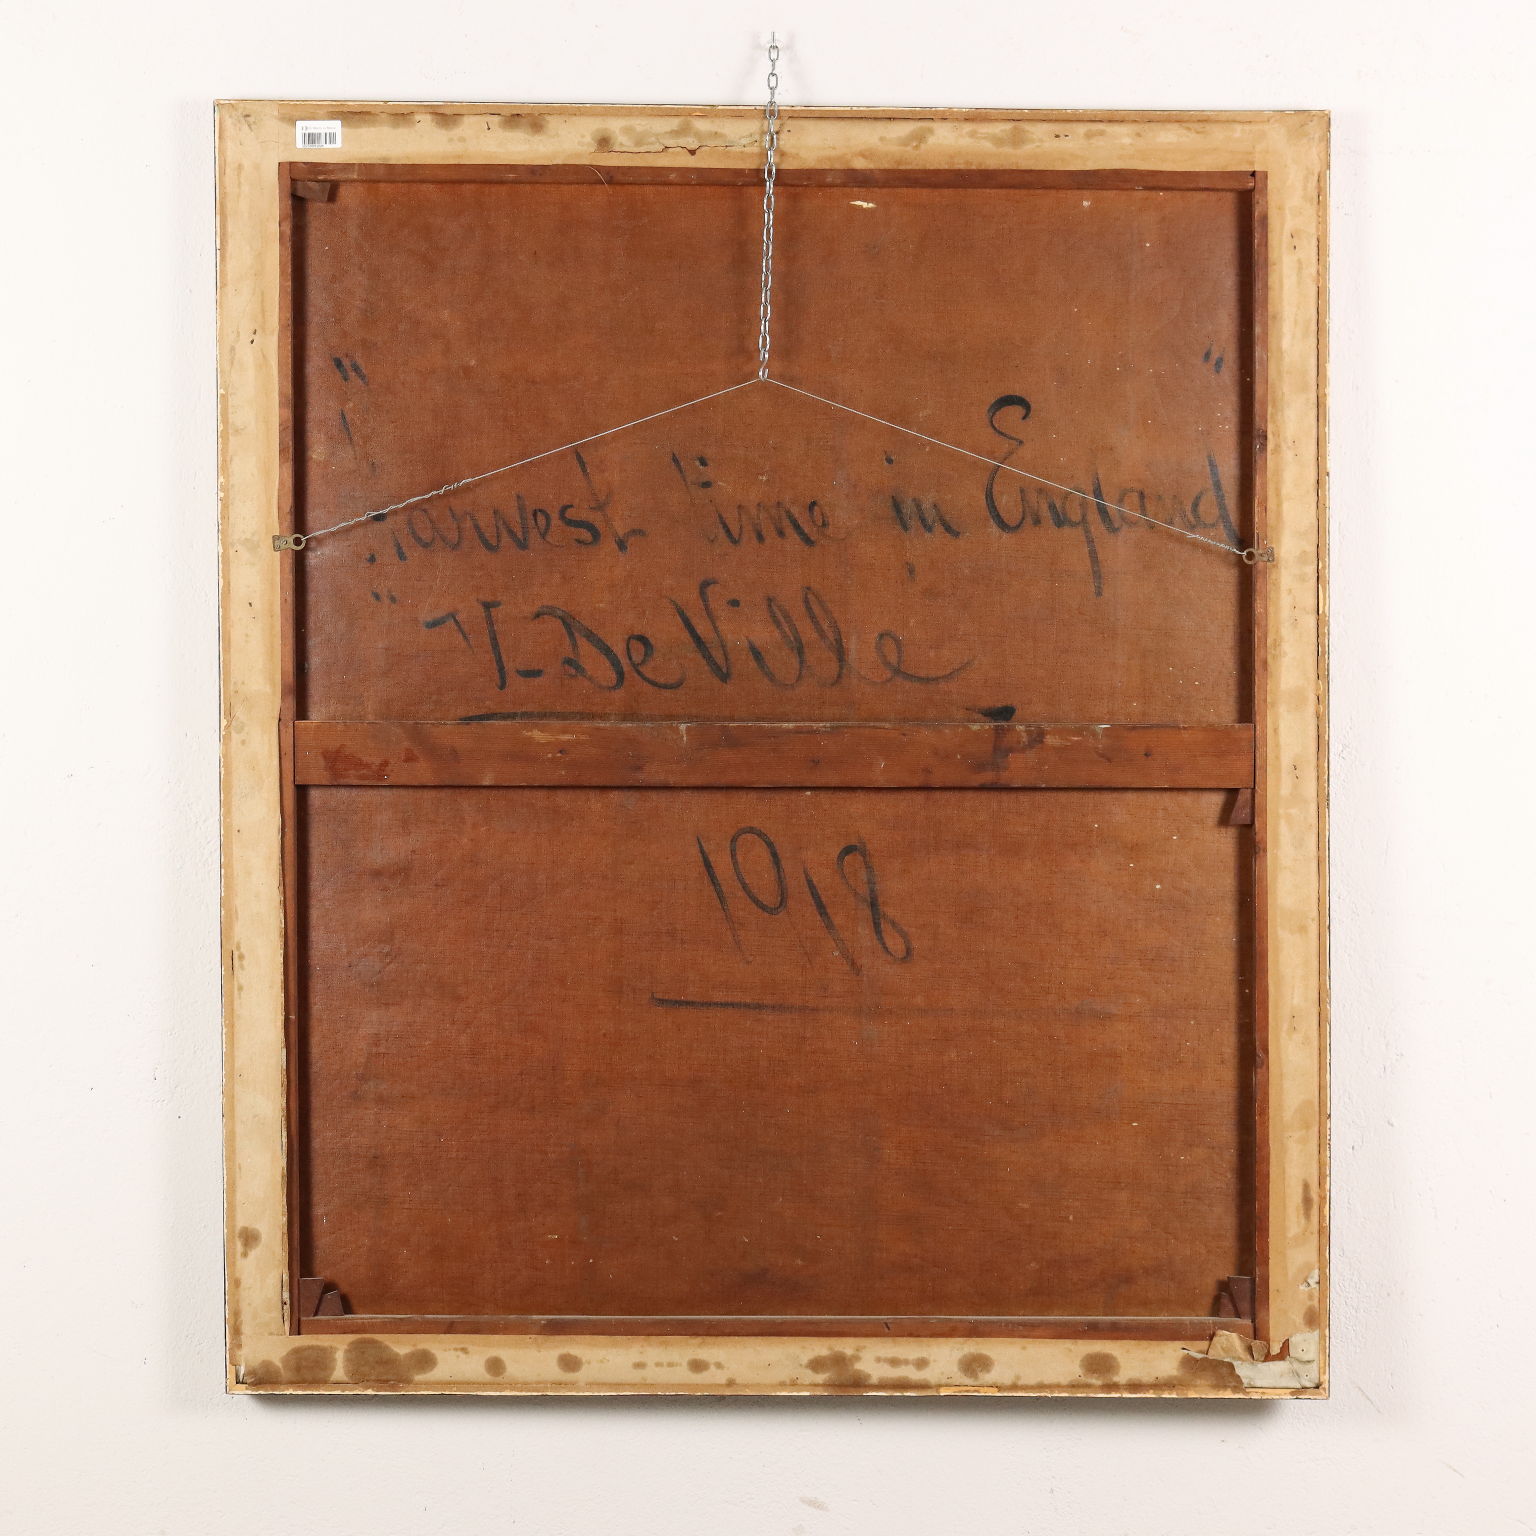 "Harvest time in England"
V-DeVille
1918